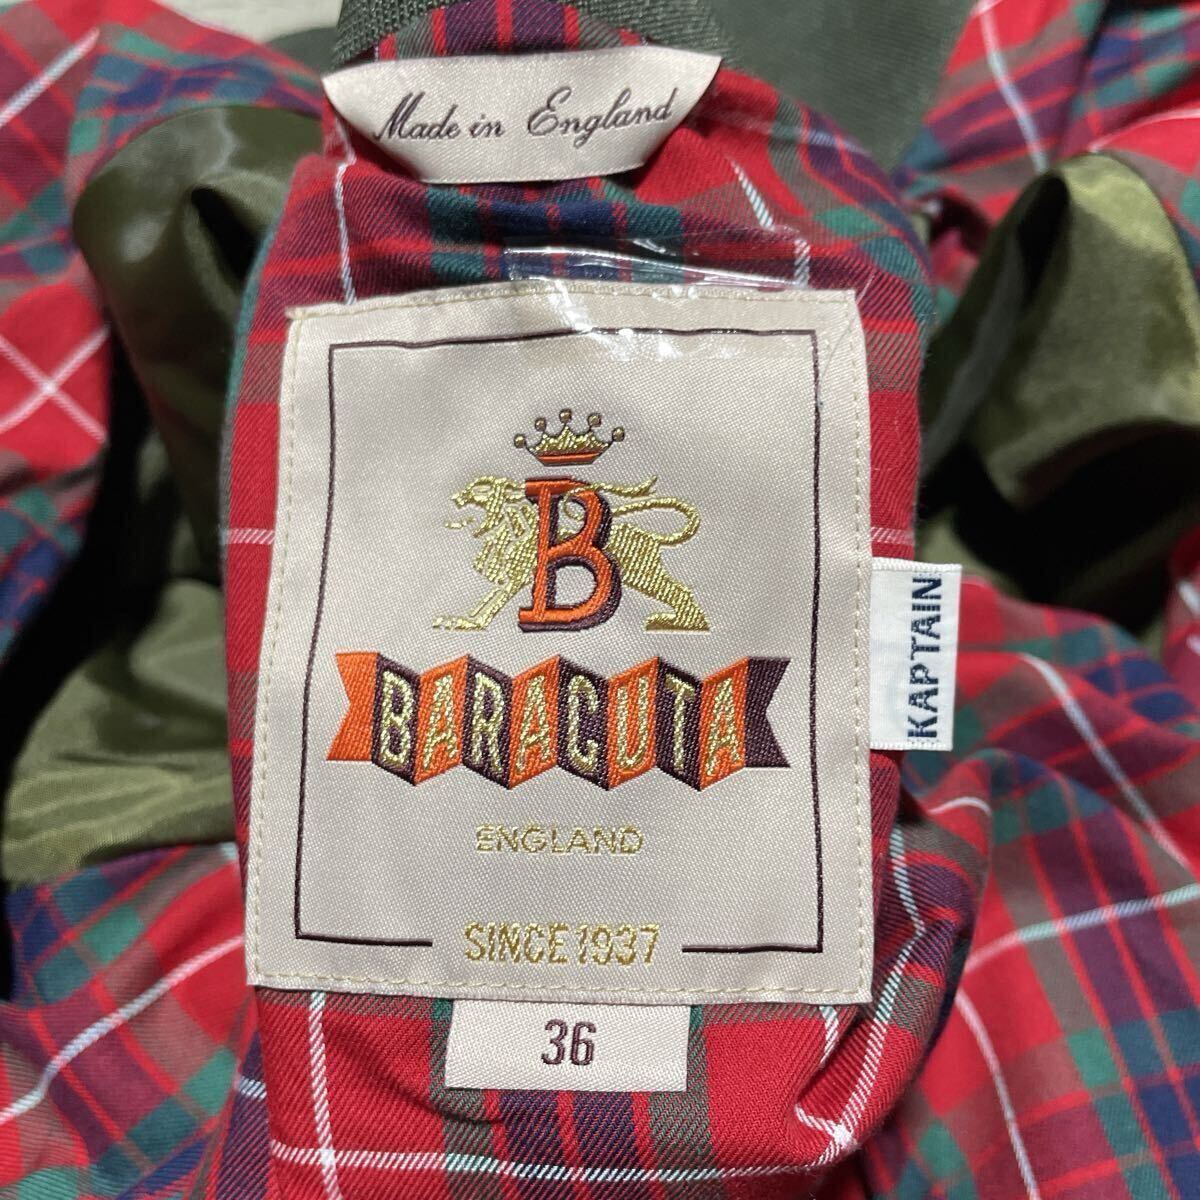 Made in England
B
BARACUTA
ENGLAND
SINCE 1937
KAPTAIN
36